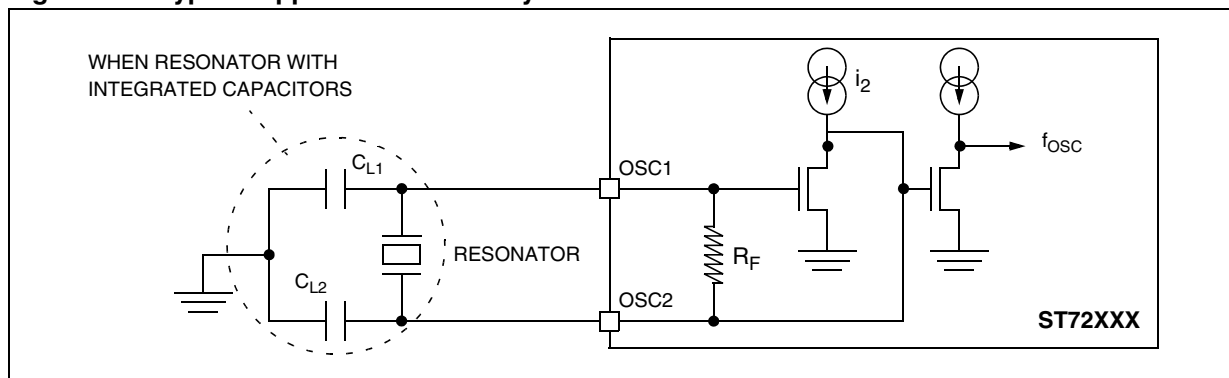 WHEN RESONATOR WITH
INTEGRATED CAPACITORS
CL1
CL2
RESONATOR
OSC1
OSC2
RF
i2
fOSC
ST72XXX